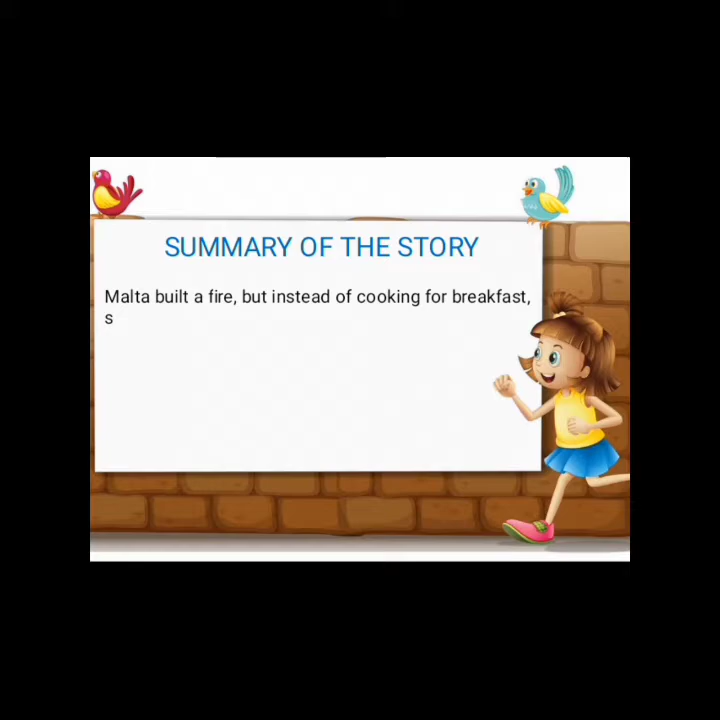 SUMMARY OF THE STORY
Malta built a fire, but instead of cooking for breakfast,
s